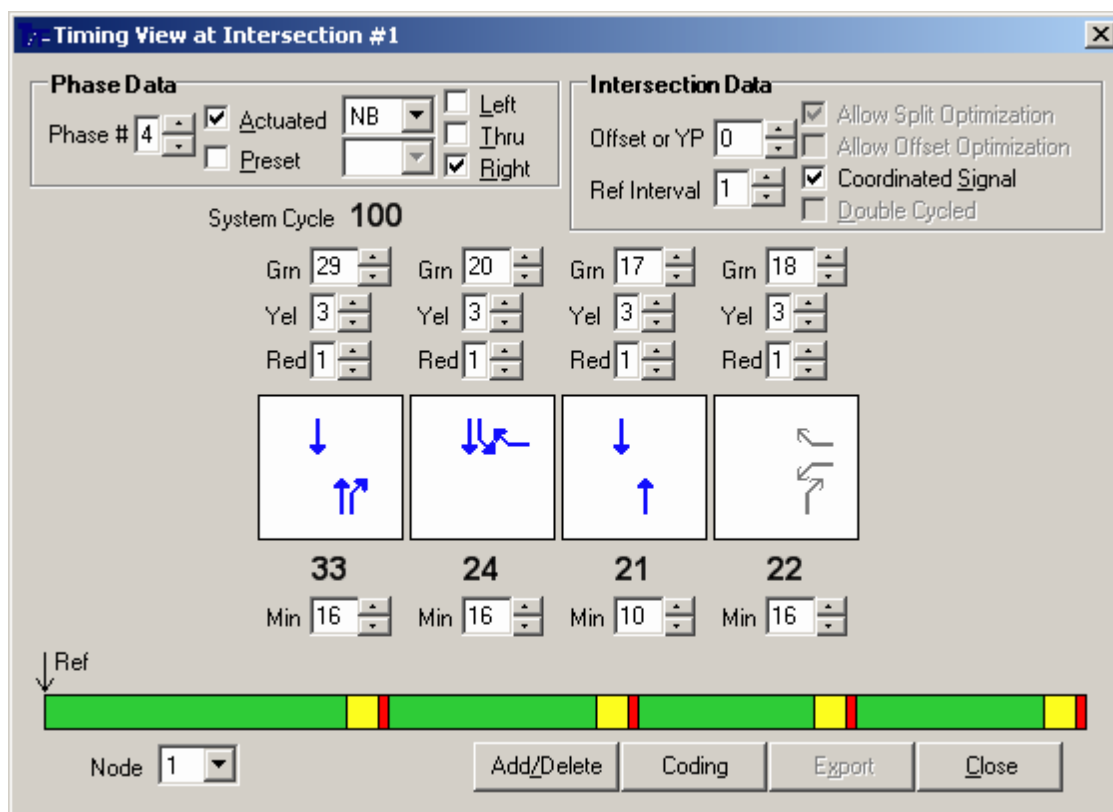 Timing View at Intersection #1
Phase Data
Phase # 4
Actuated
Preset
NB
Left
Thru
Right
Intersection Data
Offset or YP 0
Ref Interval 1
Allow Split Optimization
Allow Offset Optimization
Coordinated Signal
Double Cycled
System Cycle 100
Grn 29 Grn 20 Grn 17 Grn 18
Yel 3 Yel 3 Yel 3 Yel 3
Red 1 Red 1 Red 1 Red 1
33 24 21 22
Min 16 Min 16 Min 10 Min 16
Ref
Node 1 Add/Delete Coding Export Close